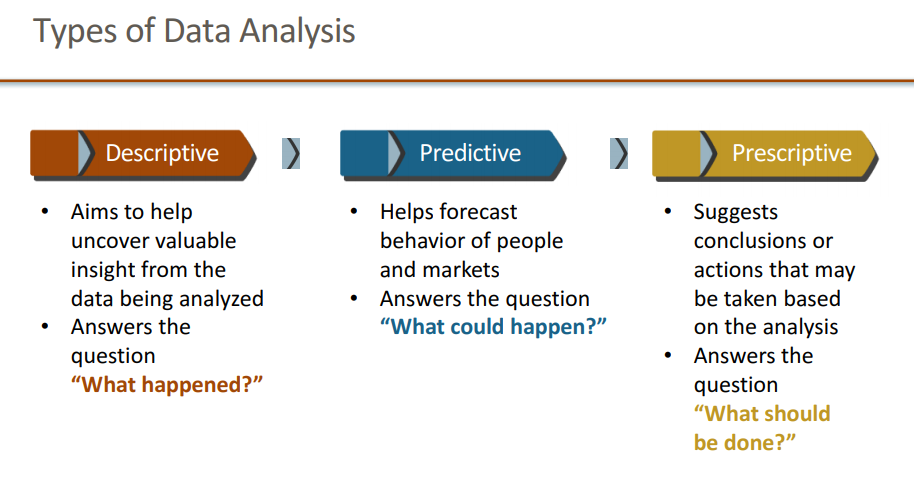 Types of Data Analysis
Descriptive
• Aims to help
uncover valuable
insight from the
data being analyzed
• Answers the
question
“What happened?”
Predictive
• Helps forecast
behavior of people
and markets
• Answers the question
“What could happen?”
Prescriptive
• Suggests
conclusions or
actions that may
be taken based
on the analysis
• Answers the
question
“What should
be done?”